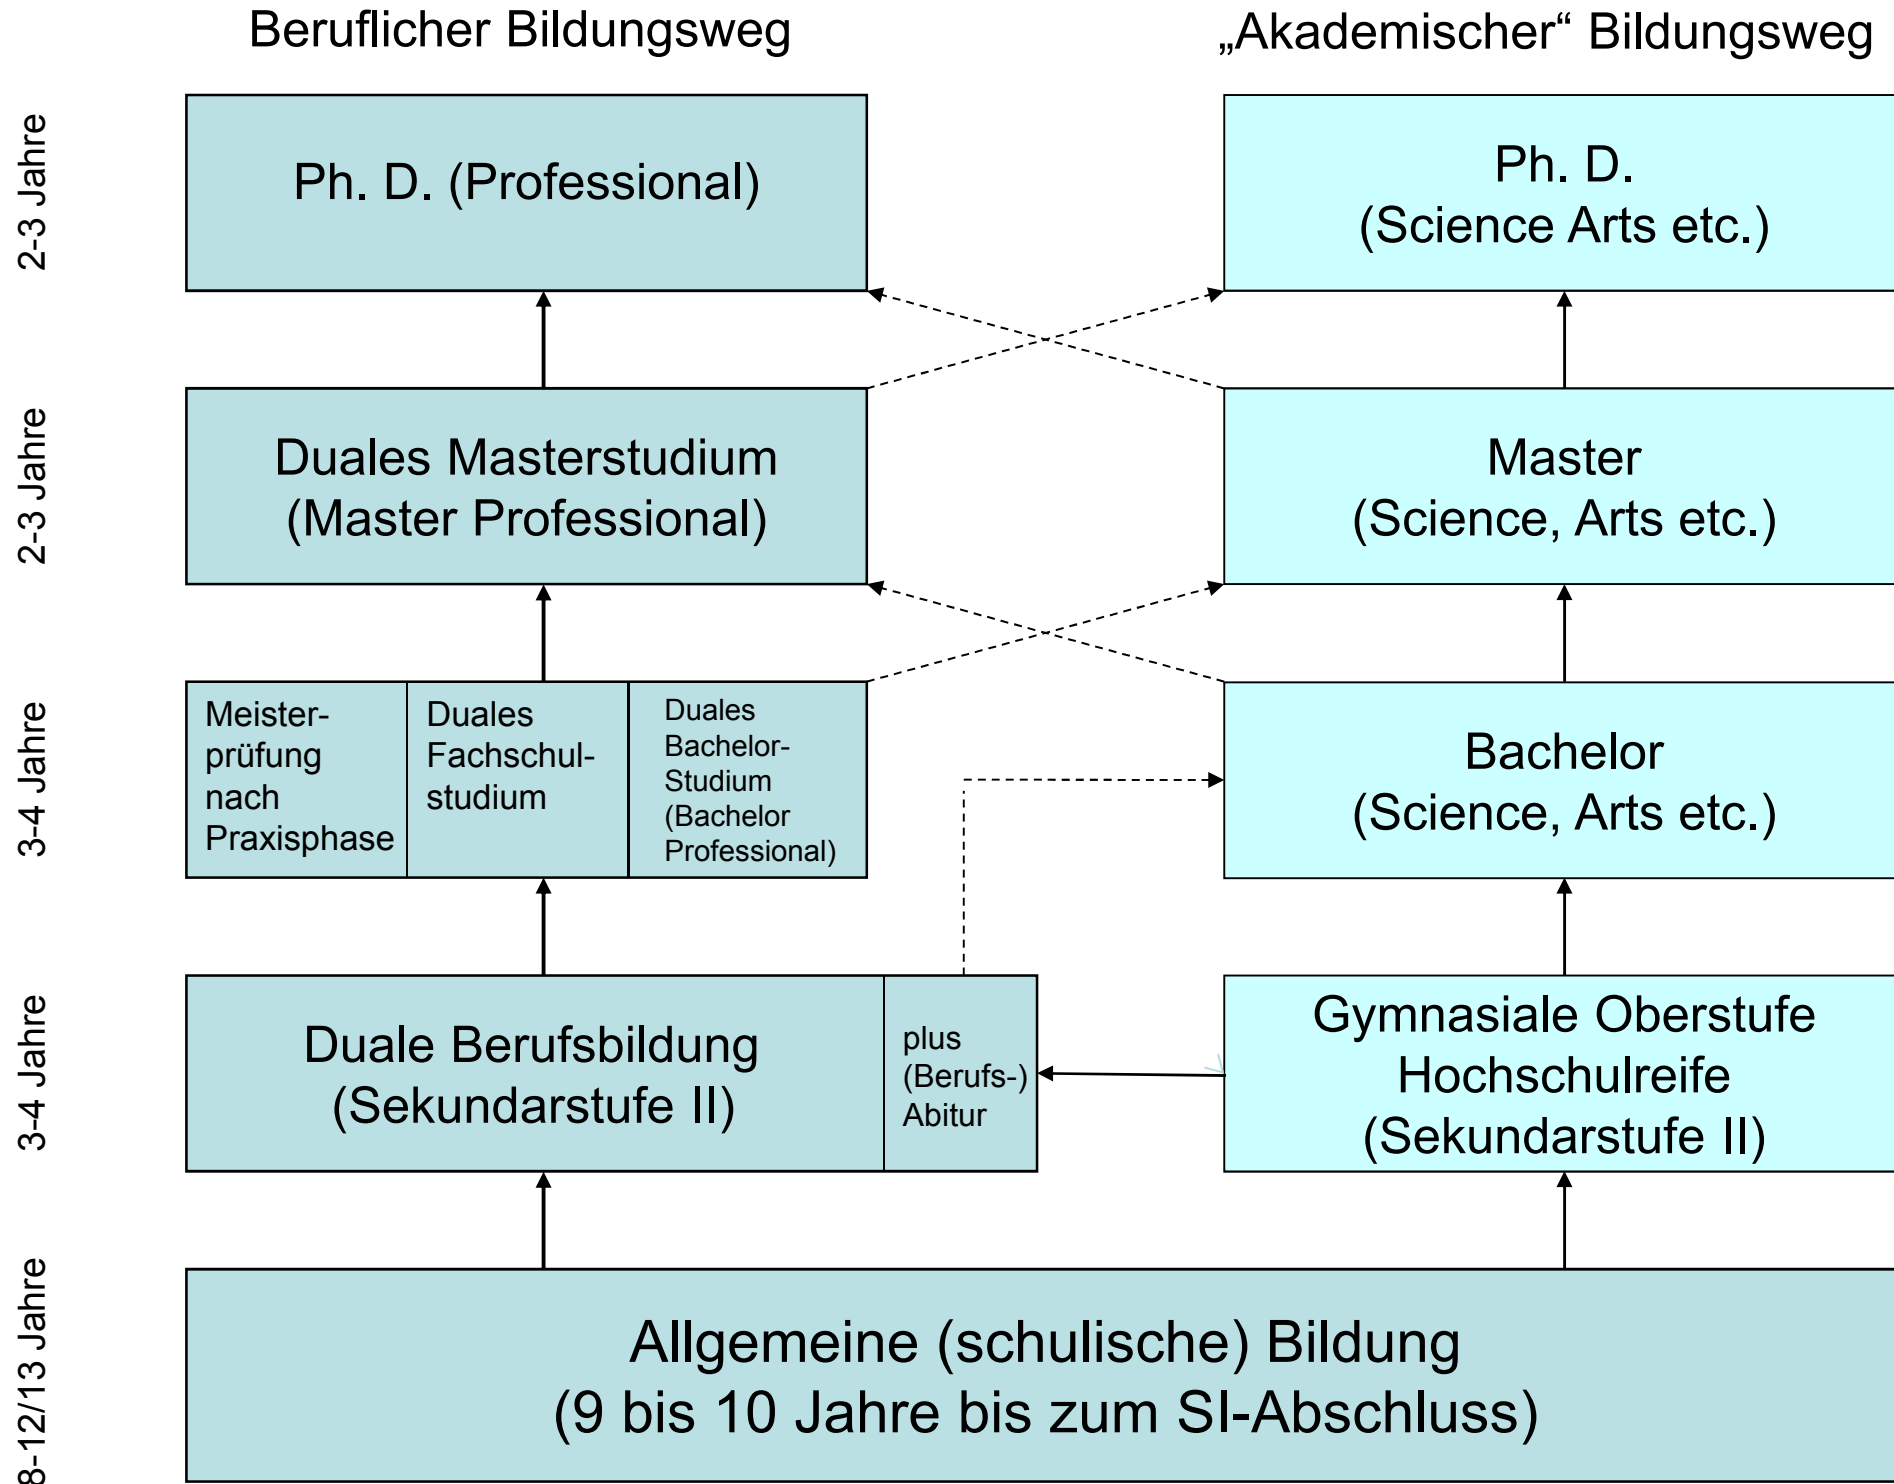 Beruflicher Bildungsweg
„Akademischer“ Bildungsweg
2-3 Jahre
Ph. D. (Professional)
Ph. D.
(Science Arts etc.)
2-3 Jahre
Duales Masterstudium
(Master Professional)
Master
(Science, Arts etc.)
3-4 Jahre
Meister-
prüfung
nach
Praxisphase
Duales
Fachschul-
studium
Duales
Bachelor-
Studium
(Bachelor
Professional)
Bachelor
(Science, Arts etc.)
3-4 Jahre
Duale Berufsbildung
(Sekundarstufe II)
plus
(Berufs-)
Abitur
Gymnasiale Oberstufe
Hochschulreife
(Sekundarstufe II)
8-12/13 Jahre
Allgemeine (schulische) Bildung
(9 bis 10 Jahre bis zum SI-Abschluss)